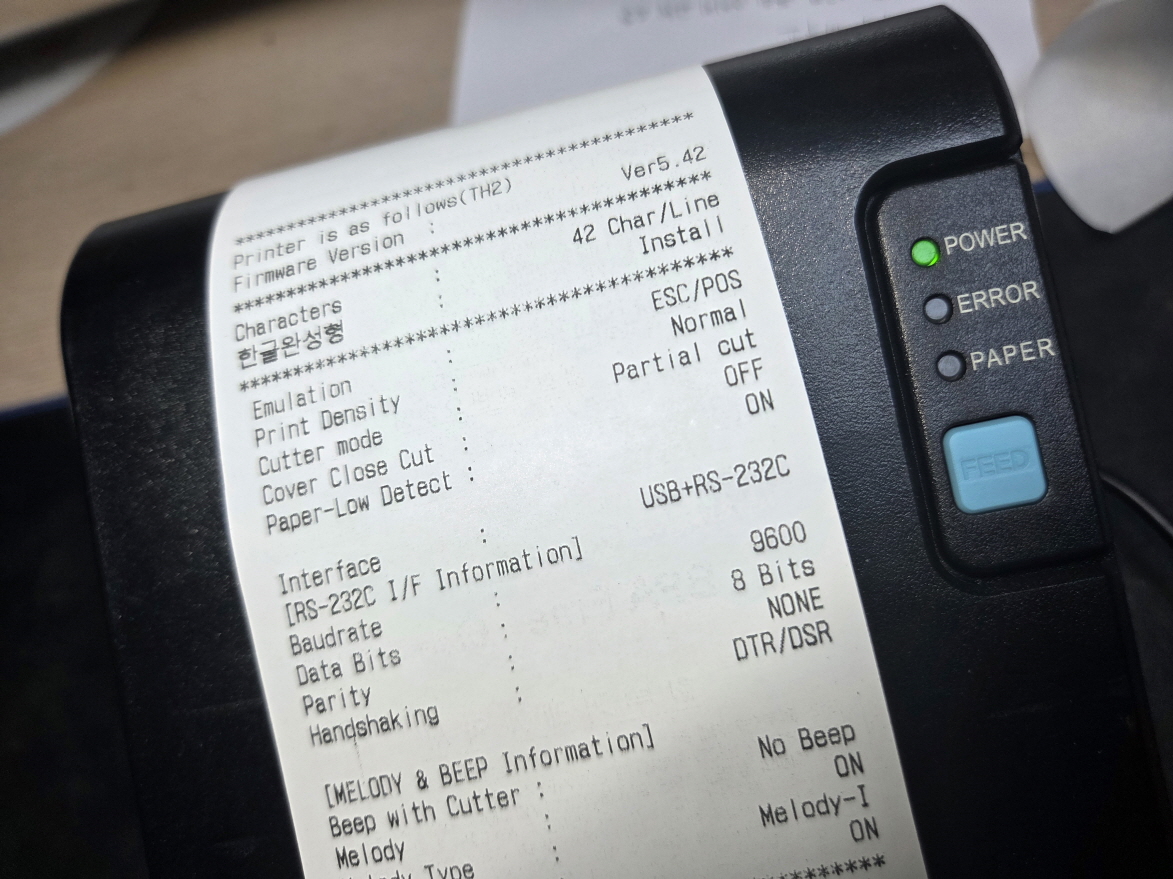 ****************************************
Printer is as follows(TH2)
Firmware Version : Ver5.42
****************************************
Characters : 42 Char/Line
한글완성형 : Install
****************************************
Emulation : ESC/POS
Print Density : Normal
Cutter mode : Partial cut
Cover Close Cut : OFF
Paper-Low Detect : ON
Interface : USB+RS-232C
[RS-232C I/F Information]
Baudrate : 9600
Data Bits : 8 Bits
Parity : NONE
Handshaking : DTR/DSR
[MELODY & BEEP Information]
Beep with Cutter : No Beep
Melody : ON
Type : Melody-I
ON
POWER
ERROR
PAPER
FEED